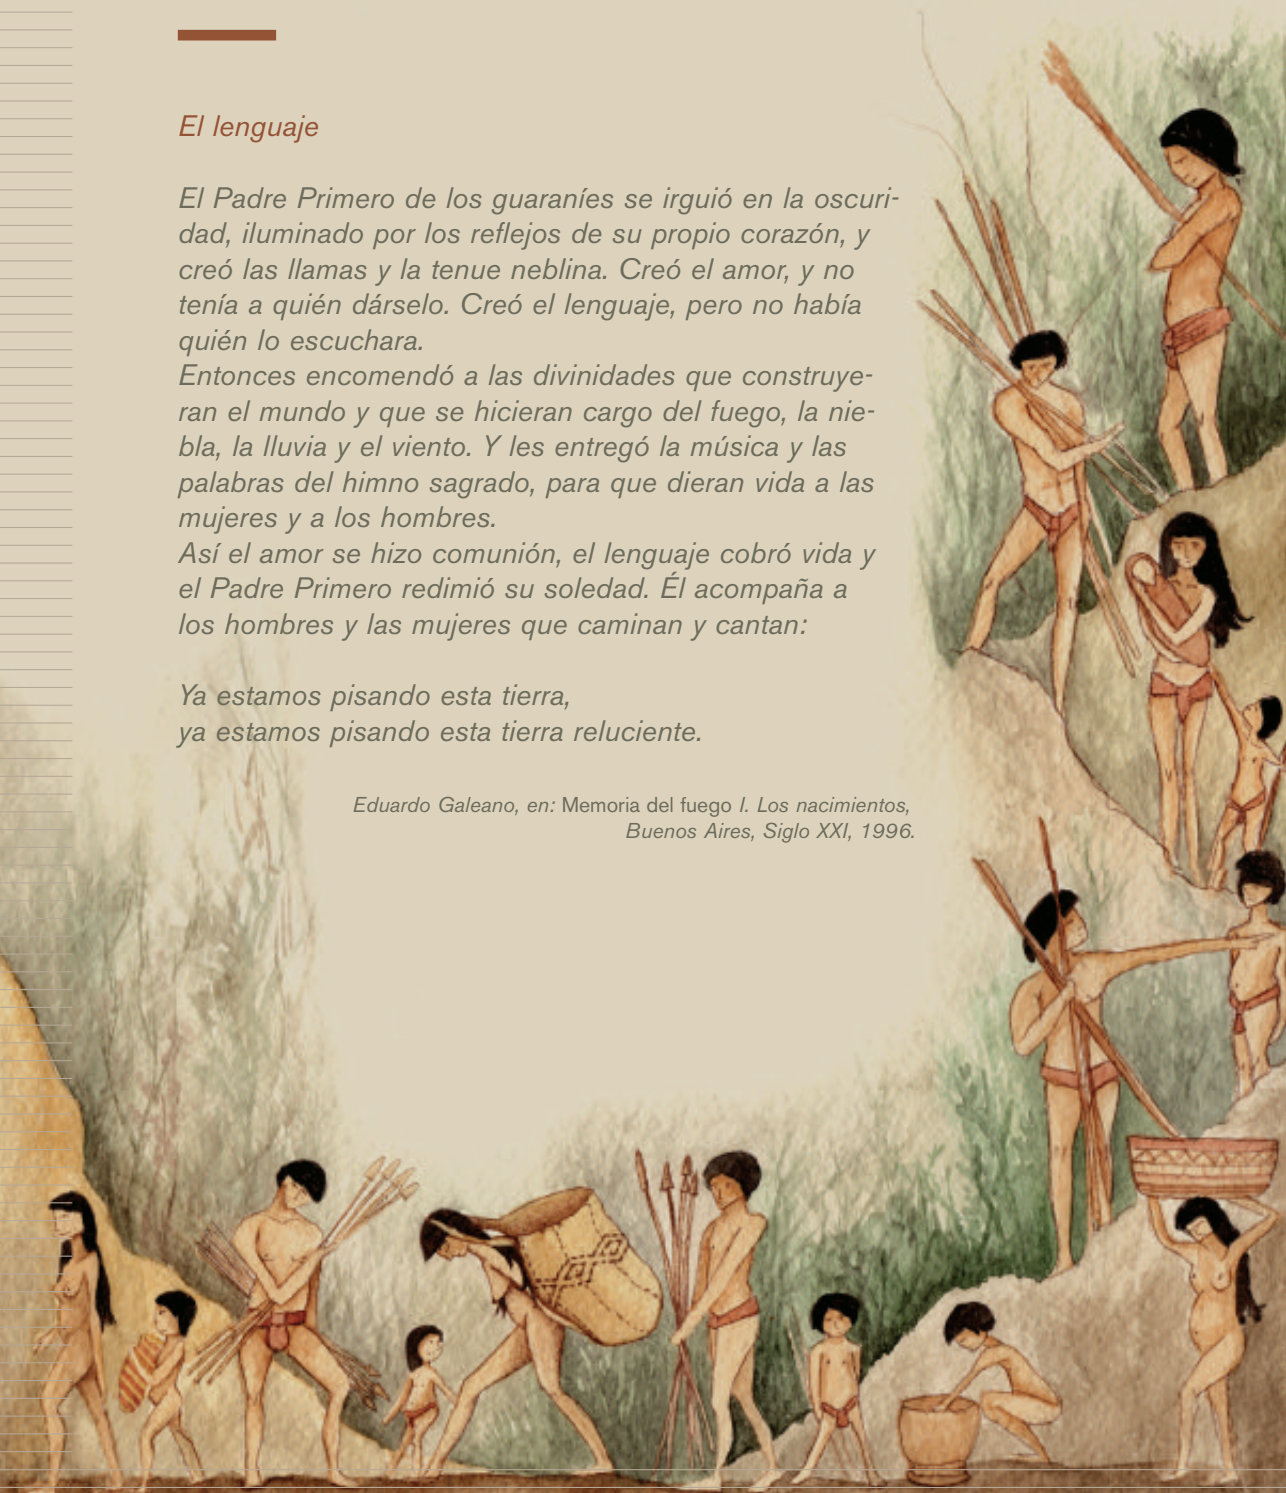 El lenguaje
El Padre Primero de los guaraníes se irguió en la oscuri-
dad, iluminado por los reflejos de su propio corazón, y
creó las llamas y la tenue neblina. Creó el amor, y no
tenía a quién dárselo. Creó el lenguaje, pero no había
quién lo escuchara.
Entonces encomendó a las divinidades que construye-
ran el mundo y que se hicieran cargo del fuego, la nie-
bla, la lluvia y el viento. Y les entregó la música y las
palabras del himno sagrado, para que dieran vida a las
mujeres y a los hombres.
Así el amor se hizo comunión, el lenguaje cobró vida y
el Padre Primero redimió su soledad. Él acompaña a
los hombres y las mujeres que caminan y cantan:
Ya estamos pisando esta tierra,
ya estamos pisando esta tierra reluciente.
Eduardo Galeano, en: Memoria del fuego I. Los nacimientos,
Buenos Aires, Siglo XXI, 1996.